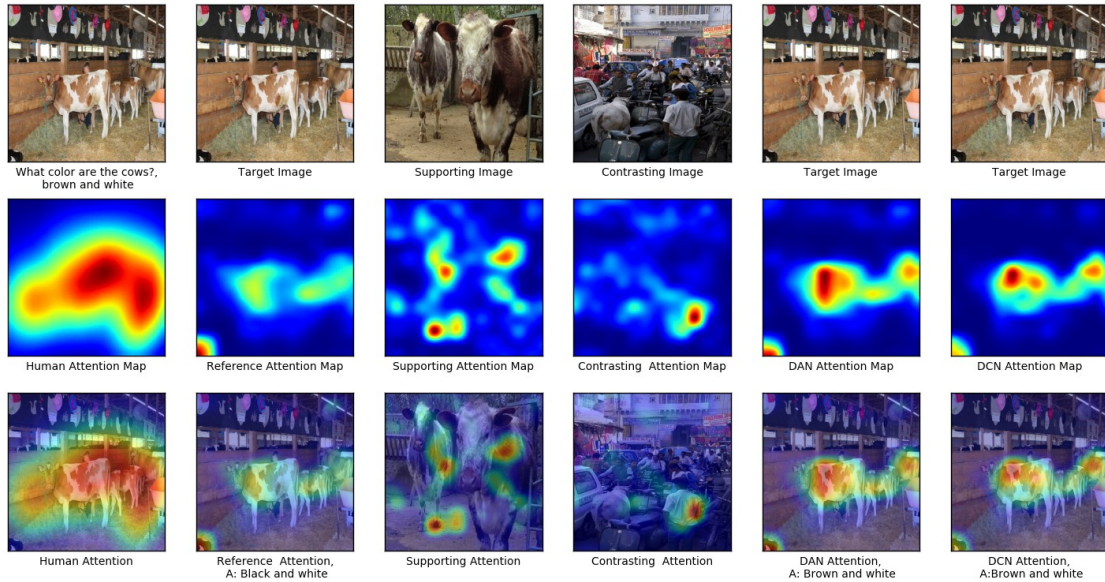 What color are the cows?,
brown and white
Target Image
Supporting Image
Contrasting Image
Target Image
Target Image
Human Attention Map
Reference Attention Map
Supporting Attention Map
Contrasting  Attention Map
DAN Attention Map
DCN Attention Map
Human Attention
Reference  Attention,
A: Black and white
Supporting Attention
Contrasting  Attention
DAN Attention,
A: Brown and white
DCN Attention,
A:Brown and white